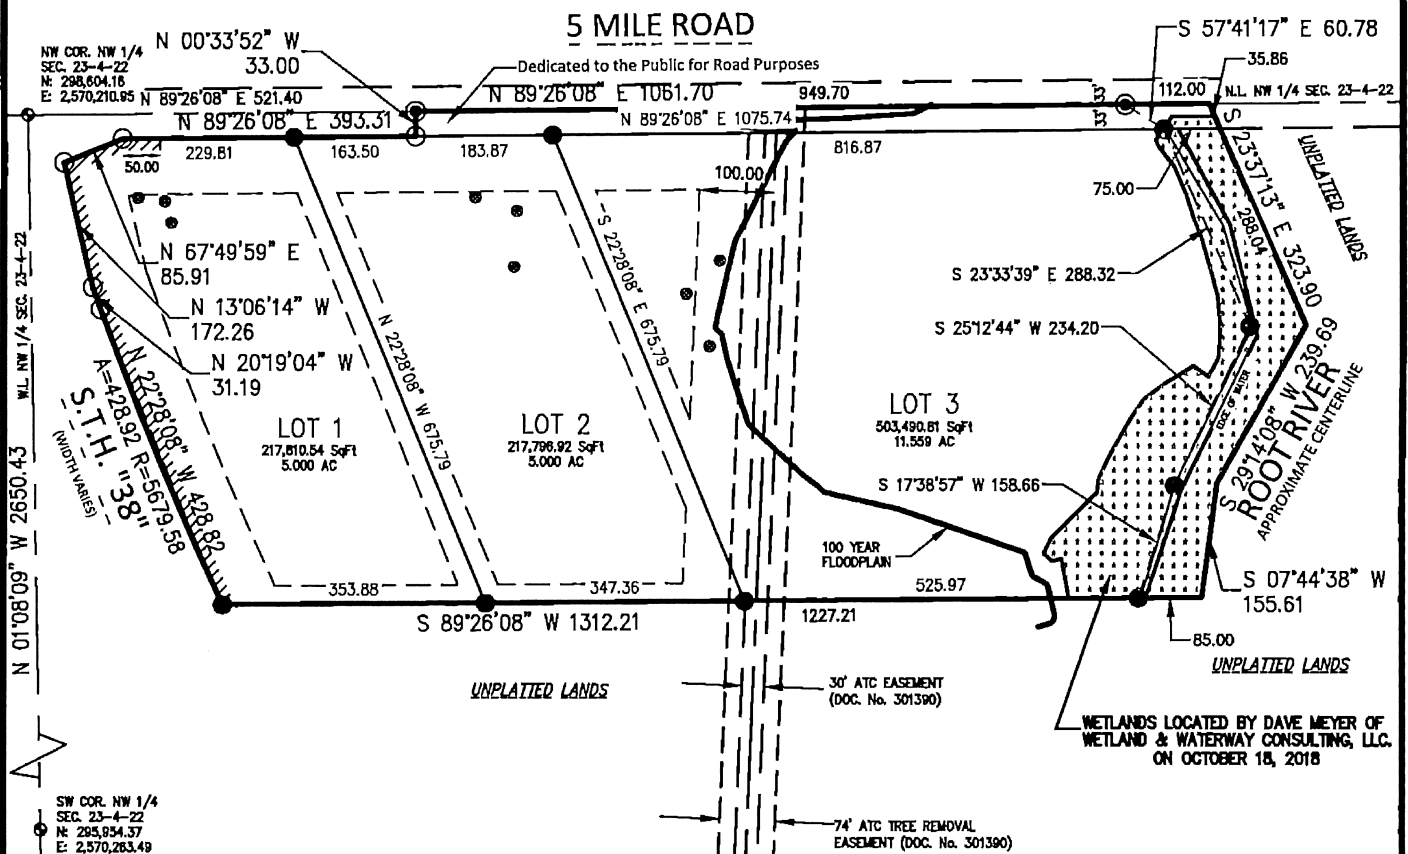 5 MILE ROAD
NW COR. NW 1/4
SEC. 23-4-22
N: 298,604.16
E: 2,570,210.95
N 00°33'52" W
33.00
Dedicated to the Public for Road Purposes
S 57°41'17" E 60.78
35.86
N 89°26'08" E 521.40
N 89°26'08" E 1061.70
949.70
33'
33'
112.00
N.L. NW 1/4 SEC. 23-4-22
N 89°26'08" E 393.31
N 89°26'08" E 1075.74
229.81
163.50
183.87
816.87
50.00
100.00
75.00
UNPLATTED LANDS
S 23°37'13" E 323.90
288.04
W.L. NW 1/4 SEC. 23-4-22
N 67°49'59" E
85.91
N 13°06'14" W
172.26
N 20°19'04" W
31.19
S 22°28'08" E 675.79
N 22°28'08" W 675.79
S 23°33'39" E 288.32
S 25°12'44" W 234.20
N 22°28'08" W 428.82
A=428.92 R=5679.58
S.T.H. "38"
(WIDTH VARIES)
LOT 1
217,810.54 SqFt
5.000 AC
LOT 2
217,796.92 SqFt
5.000 AC
LOT 3
503,490.81 SqFt
11.559 AC
EDGE OF WATER
S 29°14'08" W 239.69
ROOT RIVER
APPROXIMATE CENTERLINE
S 17°38'57" W 158.66
N 01°08'09" W 2650.43
100 YEAR
FLOODPLAIN
353.88
347.36
525.97
S 07°44'38" W
155.61
S 89°26'08" W 1312.21
1227.21
85.00
UNPLATTED LANDS
UNPLATTED LANDS
30' ATC EASEMENT
(DOC. No. 301390)
WETLANDS LOCATED BY DAVE MEYER OF
WETLAND & WATERWAY CONSULTING, LLC.
ON OCTOBER 18, 2018
SW COR. NW 1/4
SEC. 23-4-22
N: 295,954.37
E: 2,570,263.49
74' ATC TREE REMOVAL
EASEMENT (DOC. No. 301390)